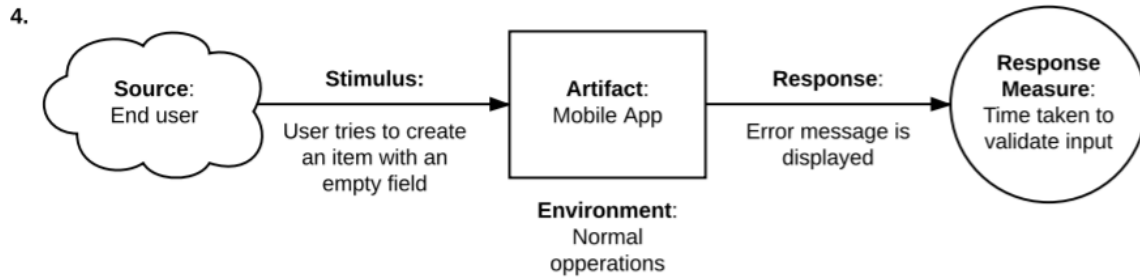 4.
Source:
End user
Stimulus:
User tries to create
an item with an
empty field
Artifact:
Mobile App
Environment:
Normal
opperations
Response:
Error message is
displayed
Response
Measure:
Time taken to
validate input